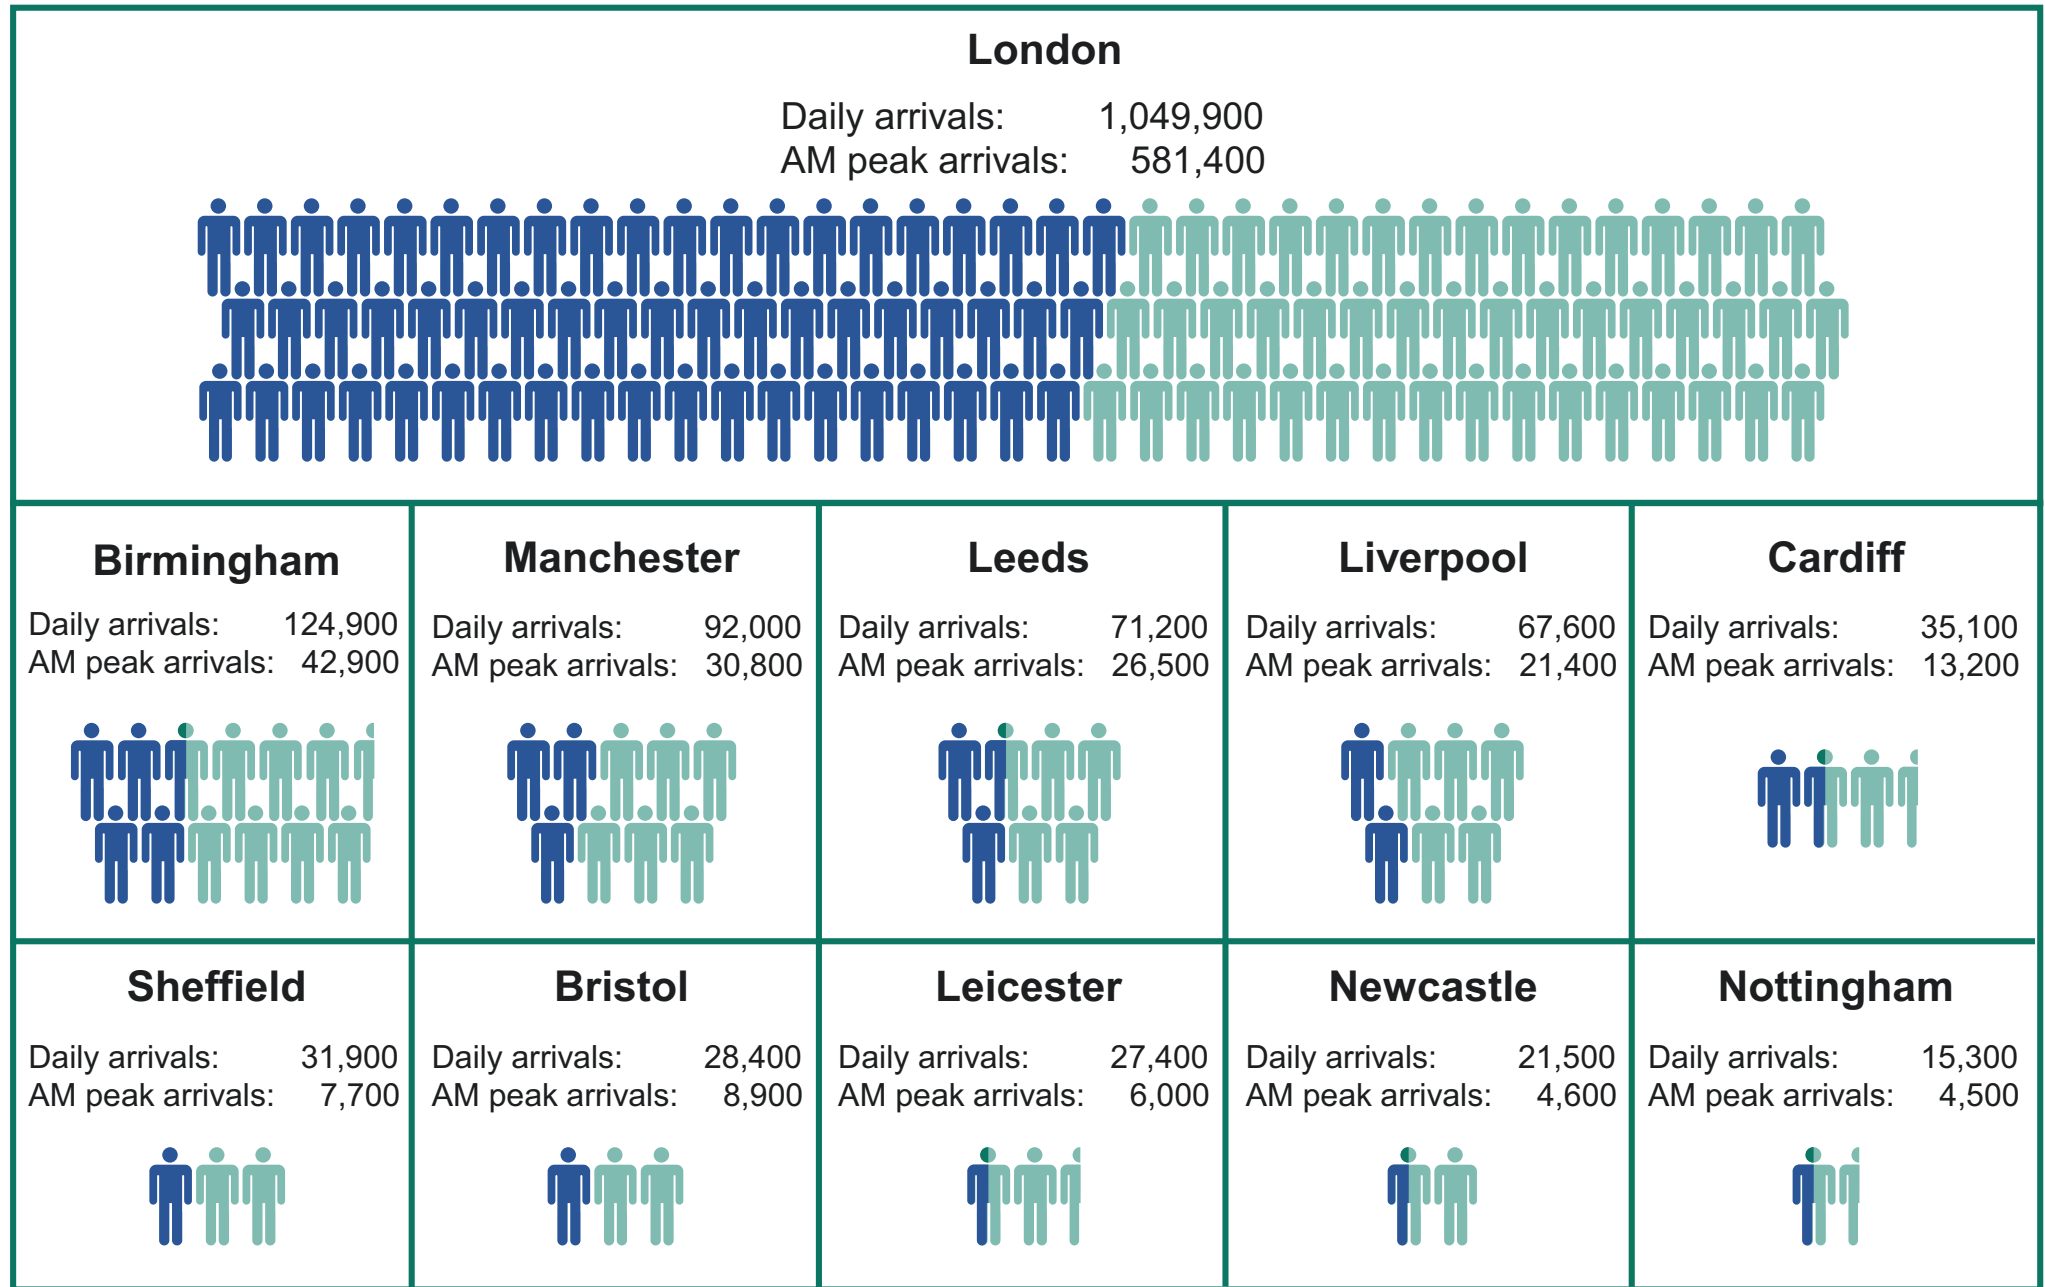 London
Daily arrivals: 1,049,900
AM peak arrivals: 581,400
Birmingham
Daily arrivals: 124,900
AM peak arrivals: 42,900
Manchester
Daily arrivals: 92,000
AM peak arrivals: 30,800
Leeds
Daily arrivals: 71,200
AM peak arrivals: 26,500
Liverpool
Daily arrivals: 67,600
AM peak arrivals: 21,400
Cardiff
Daily arrivals: 35,100
AM peak arrivals: 13,200
Sheffield
Daily arrivals: 31,900
AM peak arrivals: 7,700
Bristol
Daily arrivals: 28,400
AM peak arrivals: 8,900
Leicester
Daily arrivals: 27,400
AM peak arrivals: 6,000
Newcastle
Daily arrivals: 21,500
AM peak arrivals: 4,600
Nottingham
Daily arrivals: 15,300
AM peak arrivals: 4,500